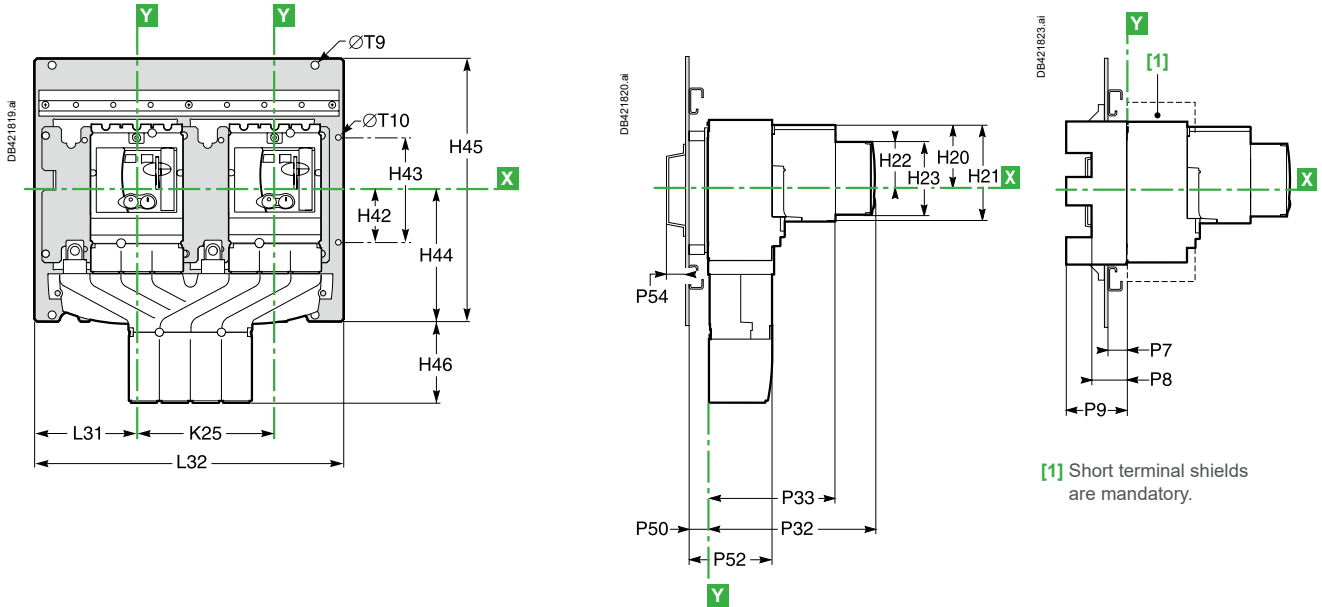 Y
Y
DB421819.ai
ØT9
ØT10
H45
H43
H42
X
H44
H46
L31
K25
L32
DB421820.ai
H22
H20
H23
H21
X
P54
P33
P50
P32
P52
Y
DB421823.ai
Y
[1]
X
P7
P8
P9
[1] Short terminal shields
are mandatory.